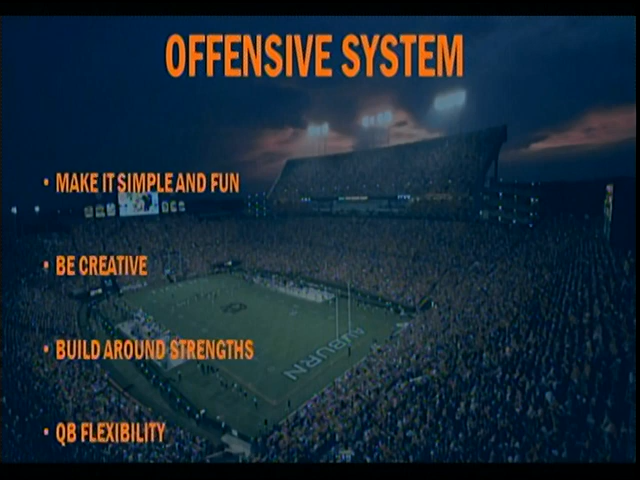 OFFENSIVE SYSTEM
• MAKE IT SIMPLE AND FUN
• BE CREATIVE
• BUILD AROUND STRENGTHS
AUBURN
• QB FLEXIBILITY